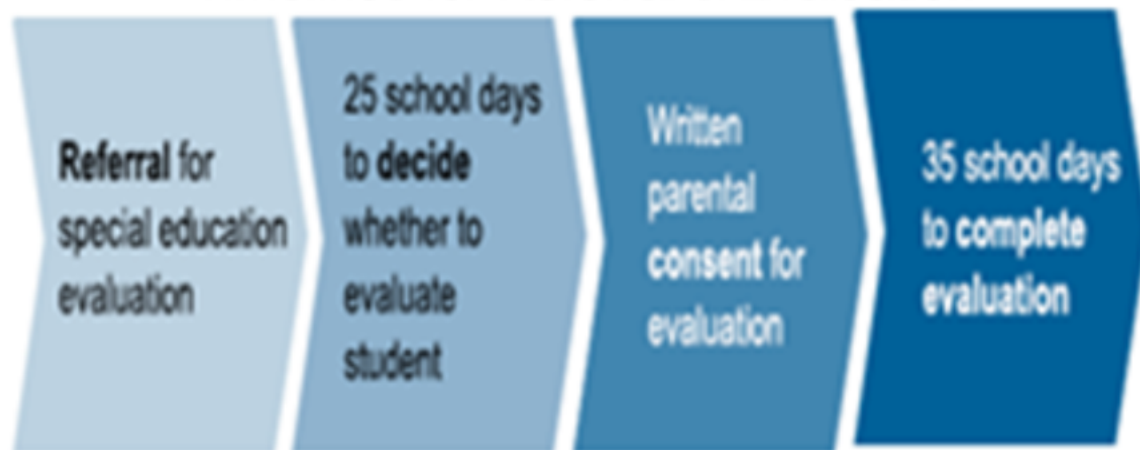 Referral for
special education
evaluation
25 school days
to decide
whether to
evaluate
student
Written
parental
consent for
evaluation
35 school days
to complete
evaluation